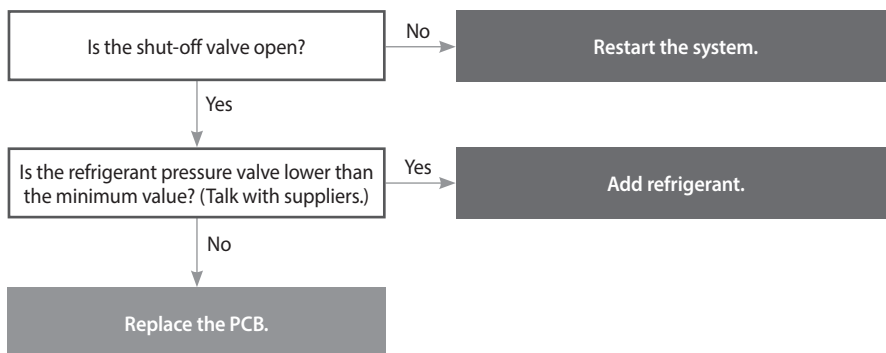 Is the shut-off valve open?
No
Restart the system.
Yes
Is the refrigerant pressure valve lower than
the minimum value? (Talk with suppliers.)
Yes
Add refrigerant.
No
Replace the PCB.